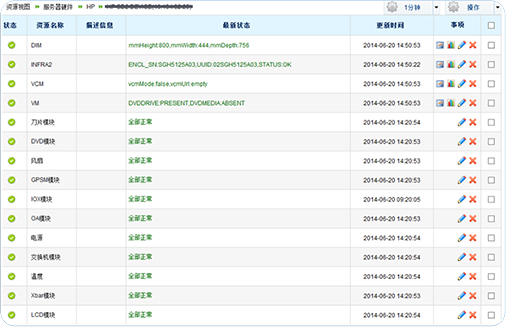 资源视图 服务器硬件 HP 1分钟 操作
状态 资源名称 描述信息 最新状态 更新时间 事项
DIM mmHeight:800,mmWidth:444,mmDepth:756 2014-06-20 14:50:53
INFRA2 ENCL_SN:SGH5125A03,UUID:02SGH5125A03,STATUS:OK 2014-06-20 14:50:22
VCM vcmMode:false,vcmUrl:empty 2014-06-20 14:50:53
VM DVDDRIVE:PRESENT,DVDMEDIA:ABSENT 2014-06-20 14:50:53
刀片模块 全部正常 2014-06-20 14:20:54
DVD模块 全部正常 2014-06-20 14:20:53
风扇 全部正常 2014-06-20 14:20:53
GPSM模块 全部正常 2014-06-20 14:20:53
IOX模块 全部正常 2014-06-20 09:20:05
OA模块 全部正常 2014-06-20 14:20:53
电源 全部正常 2014-06-20 14:20:54
交换机模块 全部正常 2014-06-20 14:20:54
温度 全部正常 2014-06-20 14:20:54
Xbar模块 全部正常 2014-06-20 14:20:53
LCD模块 全部正常 2014-06-20 14:20:54